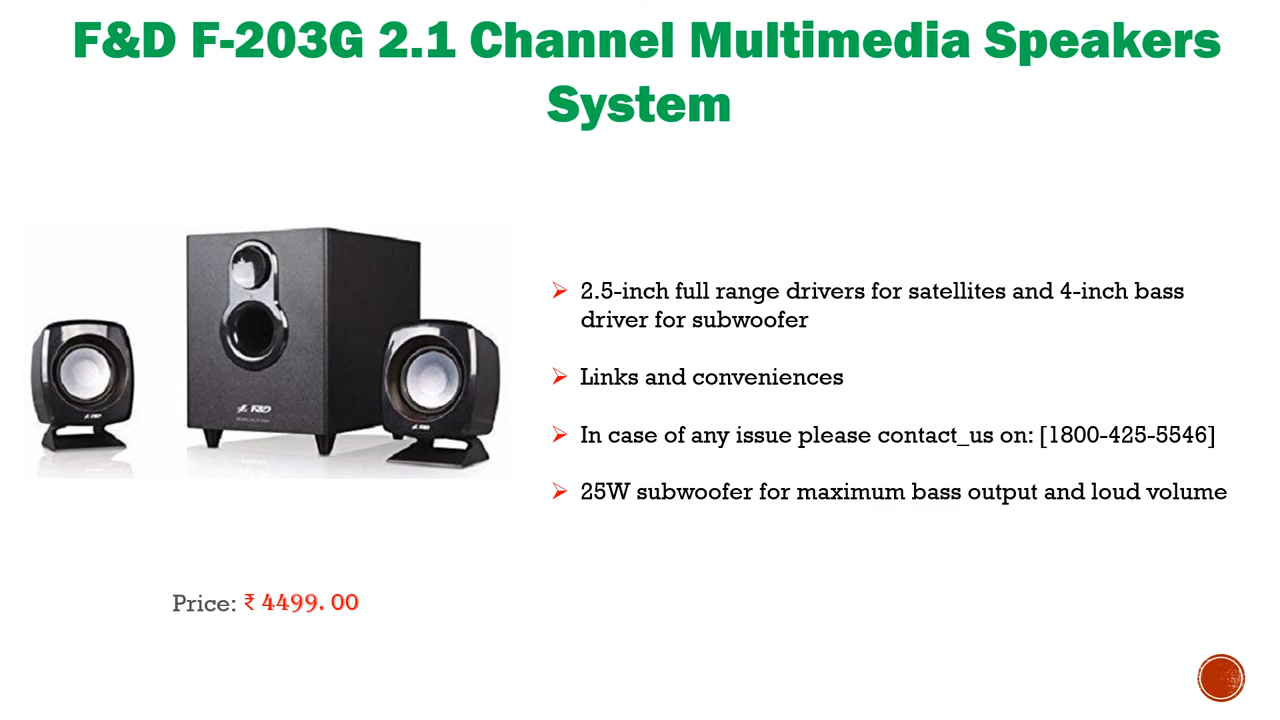 F&D F-203G 2.1 Channel Multimedia Speakers
System
2.5-inch full range drivers for satellites and 4-inch bass
driver for subwoofer
Links and conveniences
In case of any issue please contact_us on: [1800-425-5546]
25W subwoofer for maximum bass output and loud volume
F&D
F&D
F&D
Price: ₹ 4499. 00